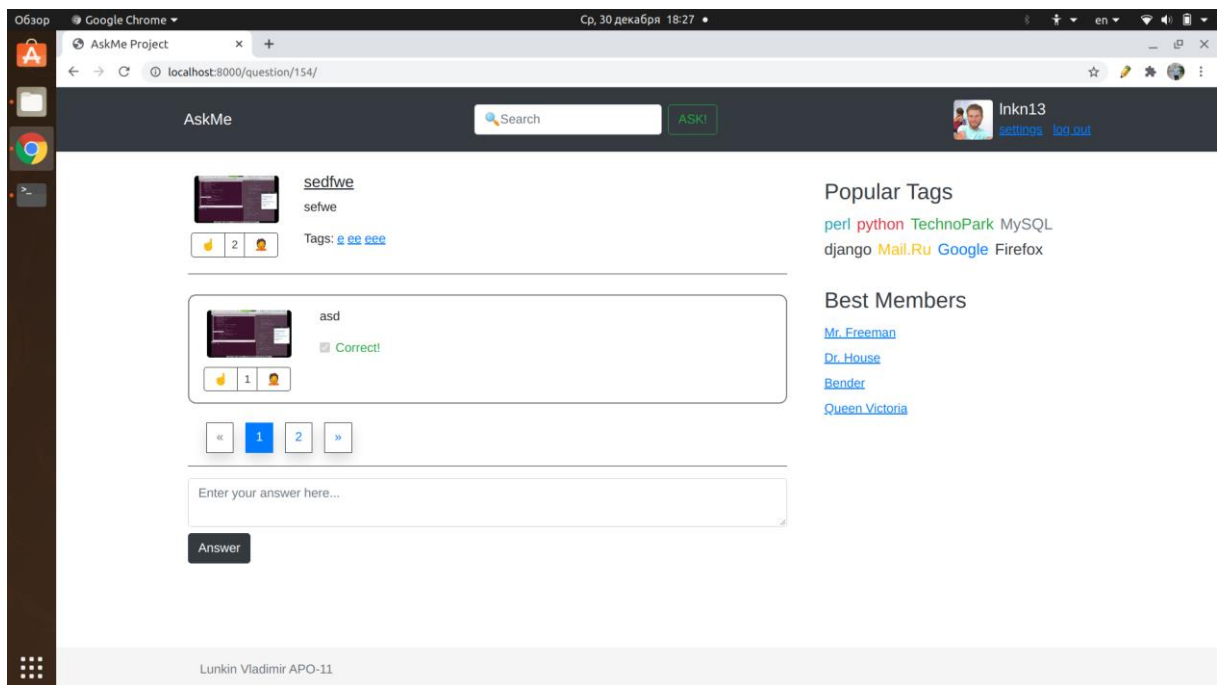 Обзор Google Chrome Ср, 30 декабря 18:27 en
AskMe Project
localhost:8000/question/154/
AskMe Search ASK! lnkn13
settings log out
sedfwe
sefwe
2 Tags: e ee eee
asd
Correct!
1
« 1 2 »
Enter your answer here...
Answer
Popular Tags
perl python TechnoPark MySQL
django Mail.Ru Google Firefox
Best Members
Mr. Freeman
Dr. House
Bender
Queen Victoria
Lunkin Vladimir APO-11